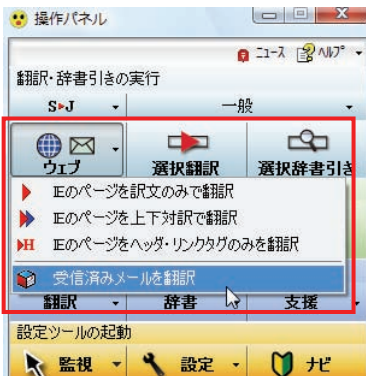 操作パネル
ニュース ヘルプ
翻訳・辞書引きの実行
S▸J 一般
ウェブ 選択翻訳 選択辞書引き
IEのページを訳文のみで翻訳
IEのページを上下対訳で翻訳
H IEのページをヘッダ・リンクタグのみを翻訳
受信済みメールを翻訳
翻訳 辞書 支援
設定ツールの起動
監視 設定 ナビ